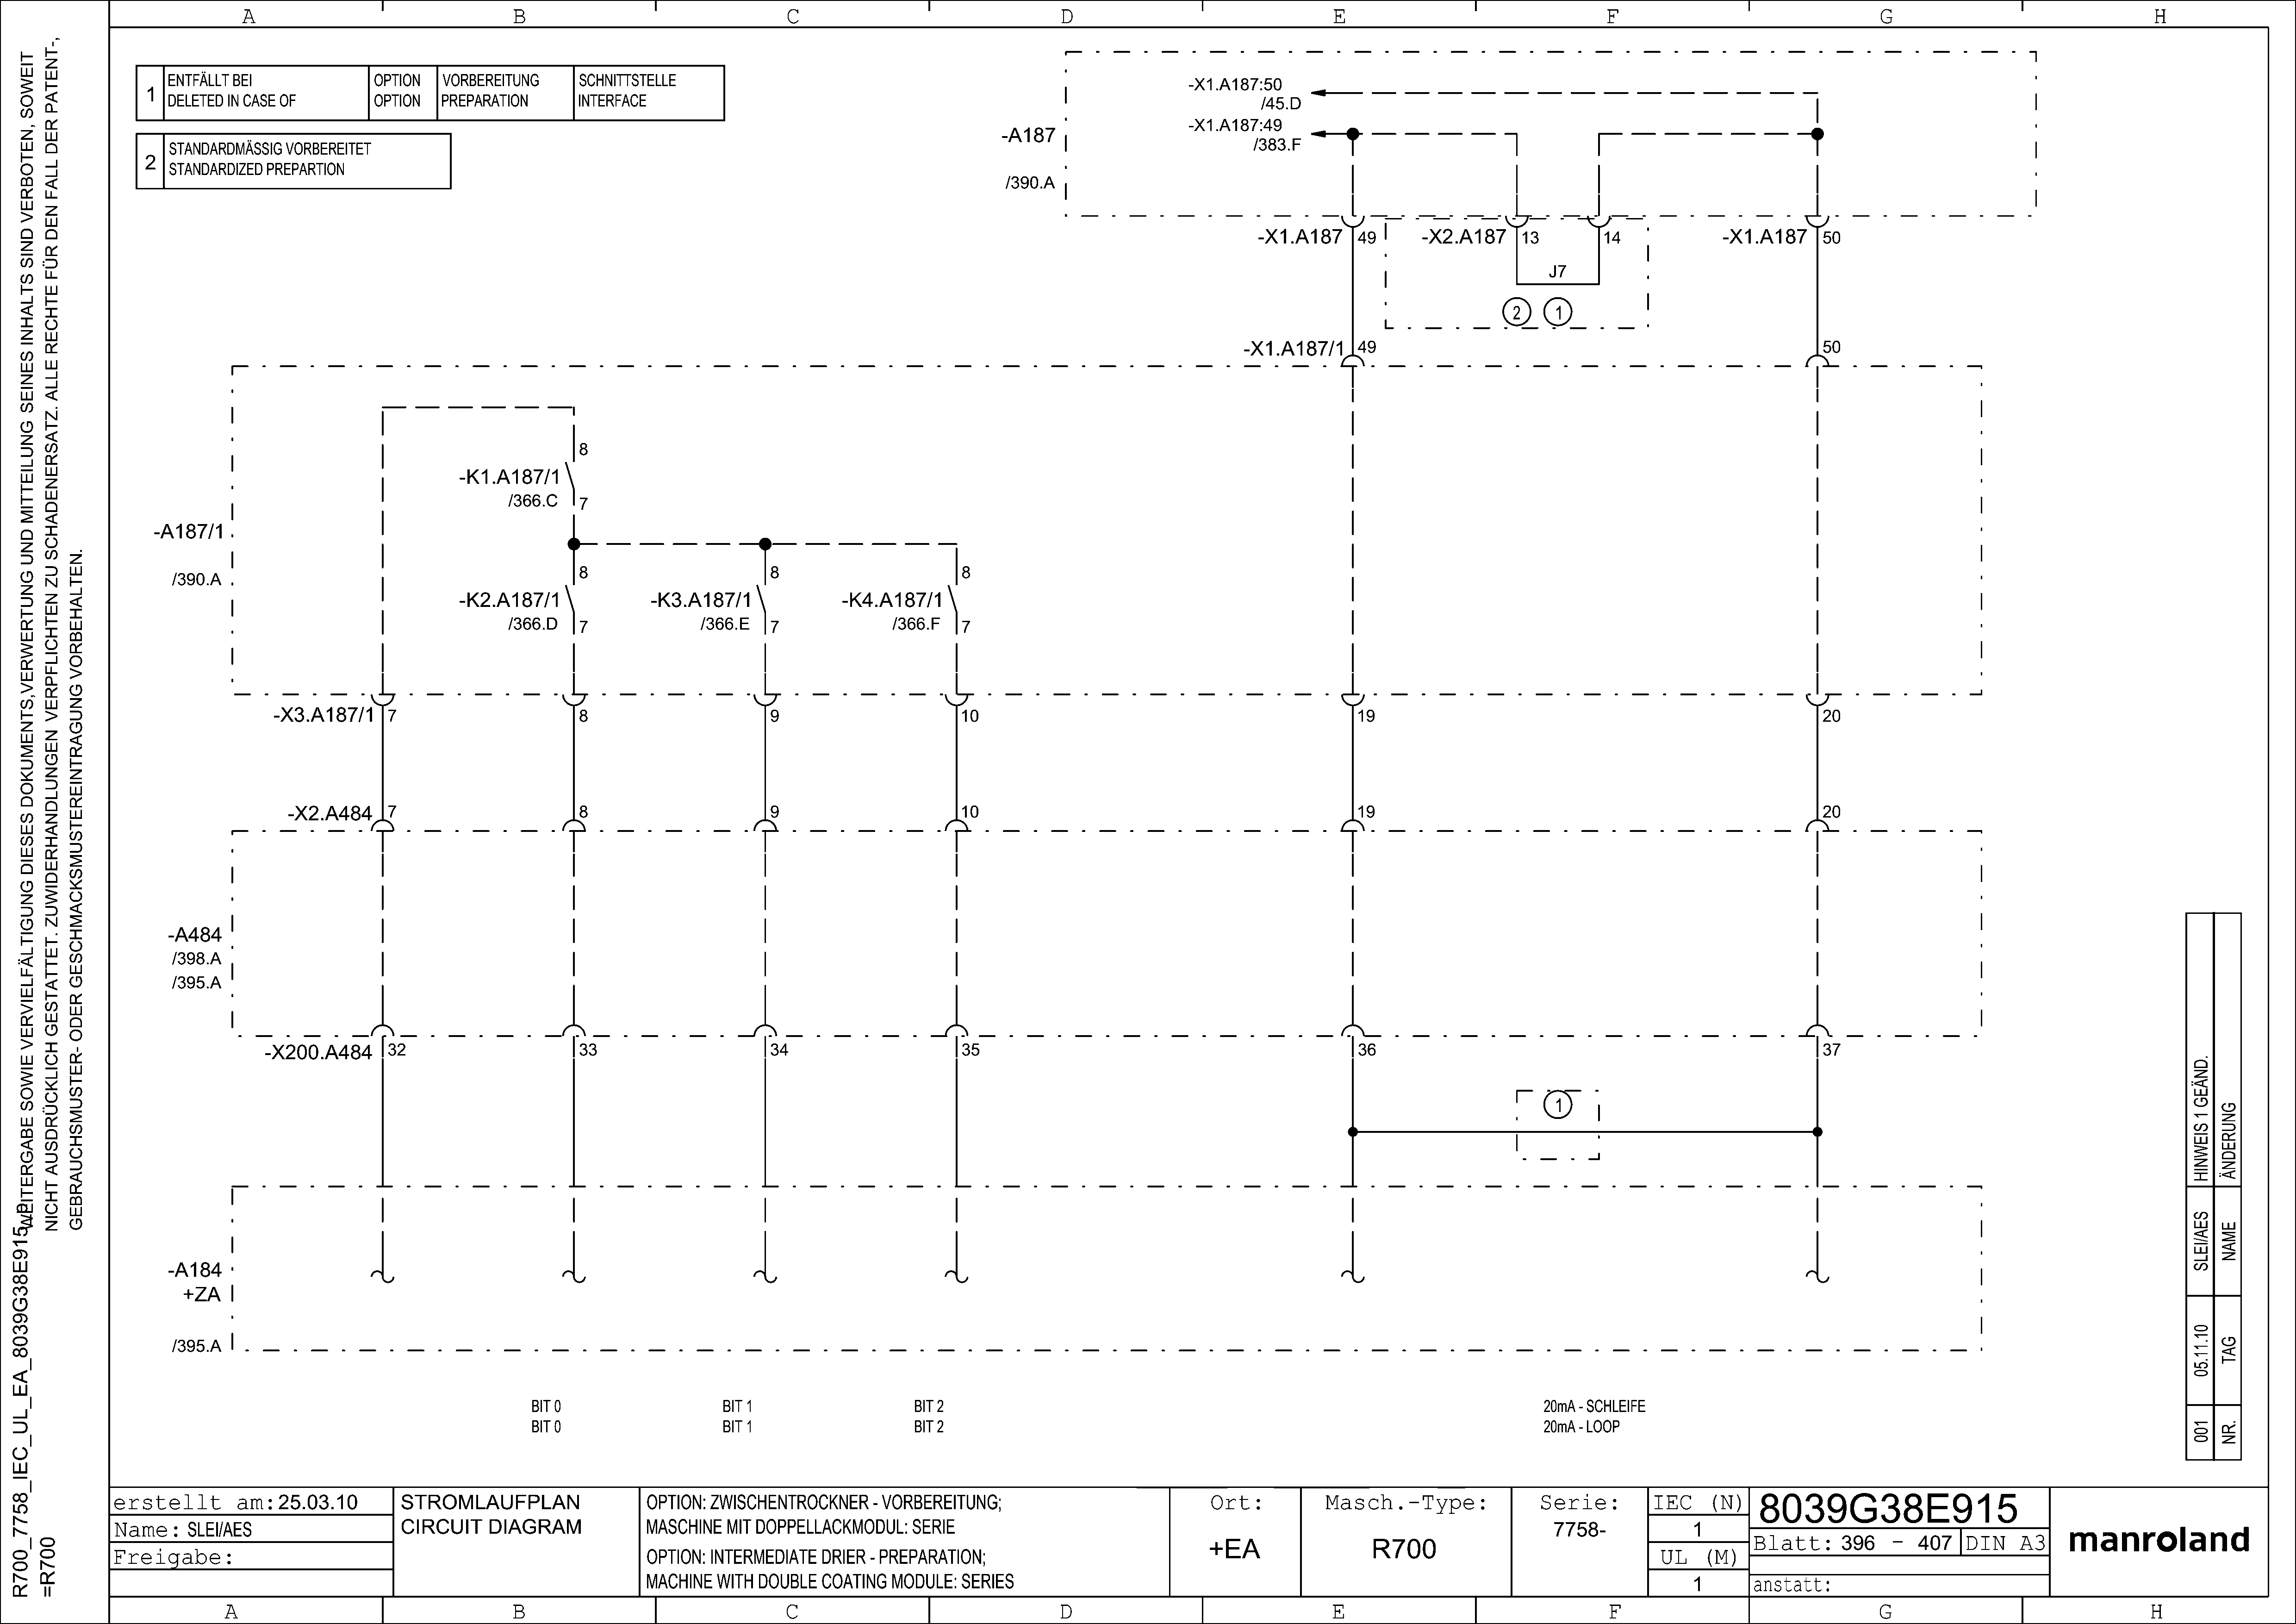 A B C D E F G H
1
ENTFÄLLT BEI OPTION VORBEREITUNG SCHNITTSTELLE
DELETED IN CASE OF OPTION PREPARATION INTERFACE
2
STANDARDMÄSSIG VORBEREITET
STANDARDIZED PREPARTION
-X1.A187:50
/45.D
-X1.A187:49
/383.F
-A187
/390.A
-X1.A187 49 -X2.A187 13 14 -X1.A187 50
J7
2 1
-X1.A187/1 49 50
8
-K1.A187/1
/366.C 7
-A187/1
/390.A
8 8 8
-K2.A187/1 -K3.A187/1 -K4.A187/1
/366.D 7 /366.E 7 /366.F 7
-X3.A187/1 7 8 9 10 19 20
-X2.A484 7 8 9 10 19 20
-A484
/398.A
/395.A
-X200.A484 32 33 34 35 36 37
1
-A184
+ZA
/395.A
BIT 0 BIT 1 BIT 2 20mA - SCHLEIFE
BIT 0 BIT 1 BIT 2 20mA - LOOP
WEITERGABE SOWIE VERVIELFÄLTIGUNG DIESES DOKUMENTS,VERWERTUNG UND MITTEILUNG SEINES INHALTS SIND VERBOTEN, SOWEIT
NICHT AUSDRÜCKLICH GESTATTET. ZUWIDERHANDLUNGEN VERPFLICHTEN ZU SCHADENERSATZ. ALLE RECHTE FÜR DEN FALL DER PATENT-,
GEBRAUCHSMUSTER- ODER GESCHMACKSMUSTEREINTRAGUNG VORBEHALTEN.
R700_7758_IEC_UL_EA_8039G38E915_
=R700
001 05.11.10 SLEI/AES HINWEIS 1 GEÄND.
NR. TAG NAME ÄNDERUNG
erstellt am: 25.03.10
Name: SLEI/AES
Freigabe:
STROMLAUFPLAN
CIRCUIT DIAGRAM
OPTION: ZWISCHENTROCKNER - VORBEREITUNG;
MASCHINE MIT DOPPELLACKMODUL: SERIE
OPTION: INTERMEDIATE DRIER - PREPARATION;
MACHINE WITH DOUBLE COATING MODULE: SERIES
Ort:
+EA
Masch.-Type:
R700
Serie:
7758-
IEC (N)
1
UL (M)
1
8039G38E915
Blatt: 396 - 407 DIN A3
anstatt:
manroland
A B C D E F G H